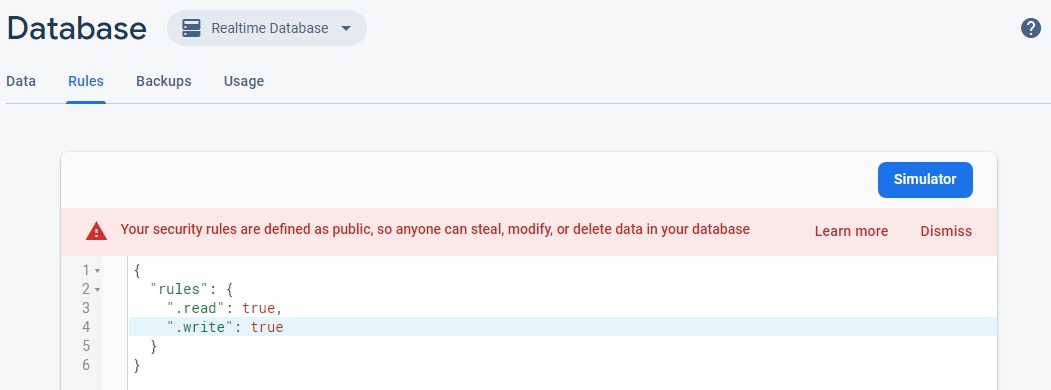 Database Realtime Database
Data Rules Backups Usage
Simulator
Your security rules are defined as public, so anyone can steal, modify, or delete data in your database Learn more Dismiss
1 {
2 "rules": {
3 ".read": true,
4 ".write": true
5 }
6 }